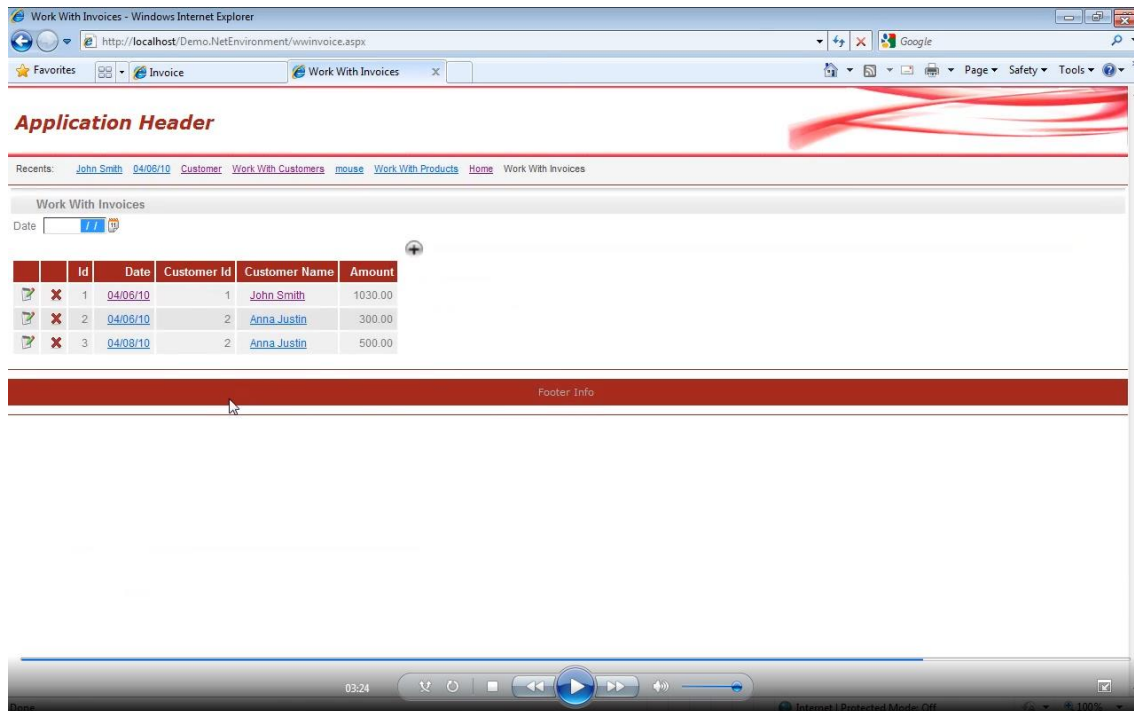 Work With Invoices - Windows Internet Explorer
http://localhost/Demo.NetEnvironment/wwinvoice.aspx
Google
Favorites Invoice Work With Invoices x Page Safety Tools
Application Header
Recents: John Smith 04/06/10 Customer Work With Customers mouse Work With Products Home Work With Invoices
Work With Invoices
Date / /
Id Date Customer Id Customer Name Amount
1 04/06/10 1 John Smith 1030.00
2 04/06/10 2 Anna Justin 300.00
3 04/08/10 2 Anna Justin 500.00
Footer Info
03:24
Done Internet | Protected Mode: Off 100%